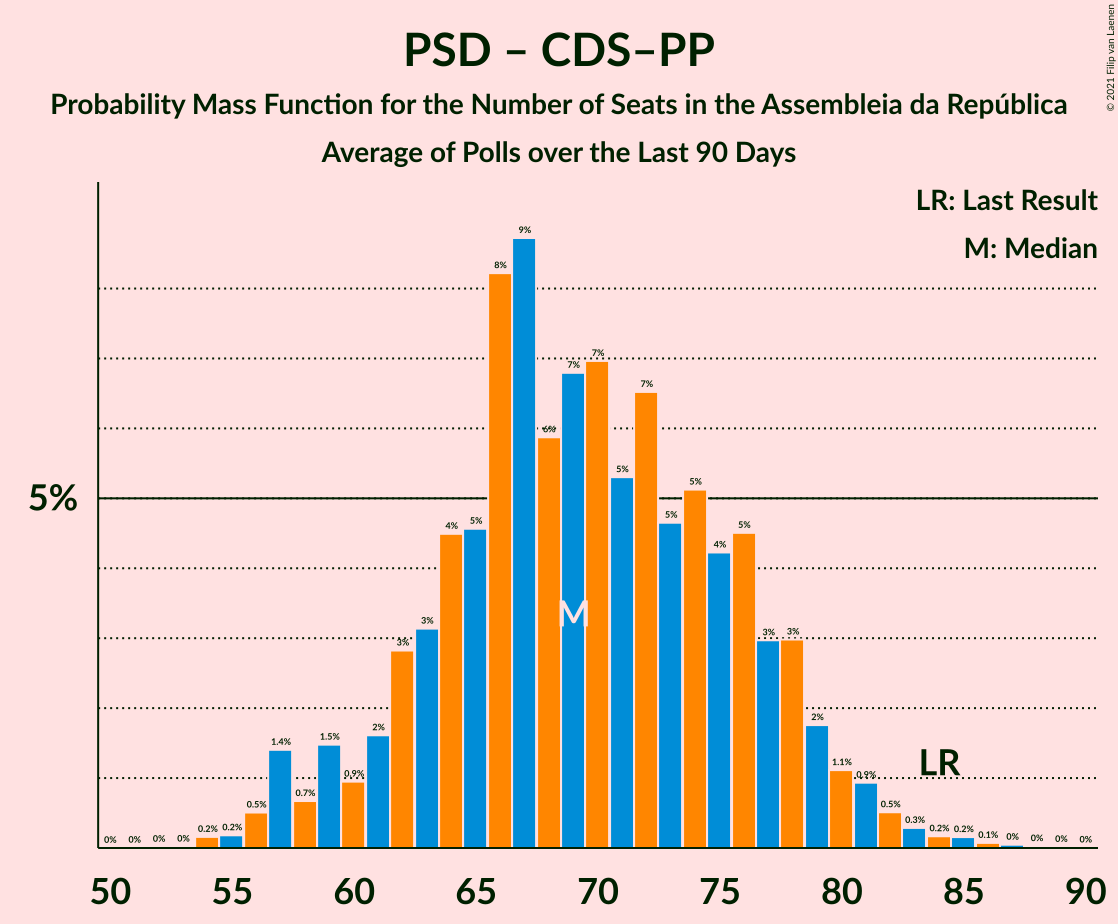 PSD – CDS–PP
Probability Mass Function for the Number of Seats in the Assembleia da República
Average of Polls over the Last 90 Days
© 2021 Filip van Laenen
LR: Last Result
M: Median
5%
0% 0% 0% 0% 0.2% 0.2% 0.5% 1.4% 0.7% 1.5% 0.9% 2% 3% 3% 4% 5% 8% 9% 6% 7% 7% 5% 7% 5% 5% 4% 5% 3% 3% 2% 1.1% 0.9% 0.5% 0.3% 0.2% 0.2% 0.1% 0% 0% 0% 0%
M
LR
50 55 60 65 70 75 80 85 90